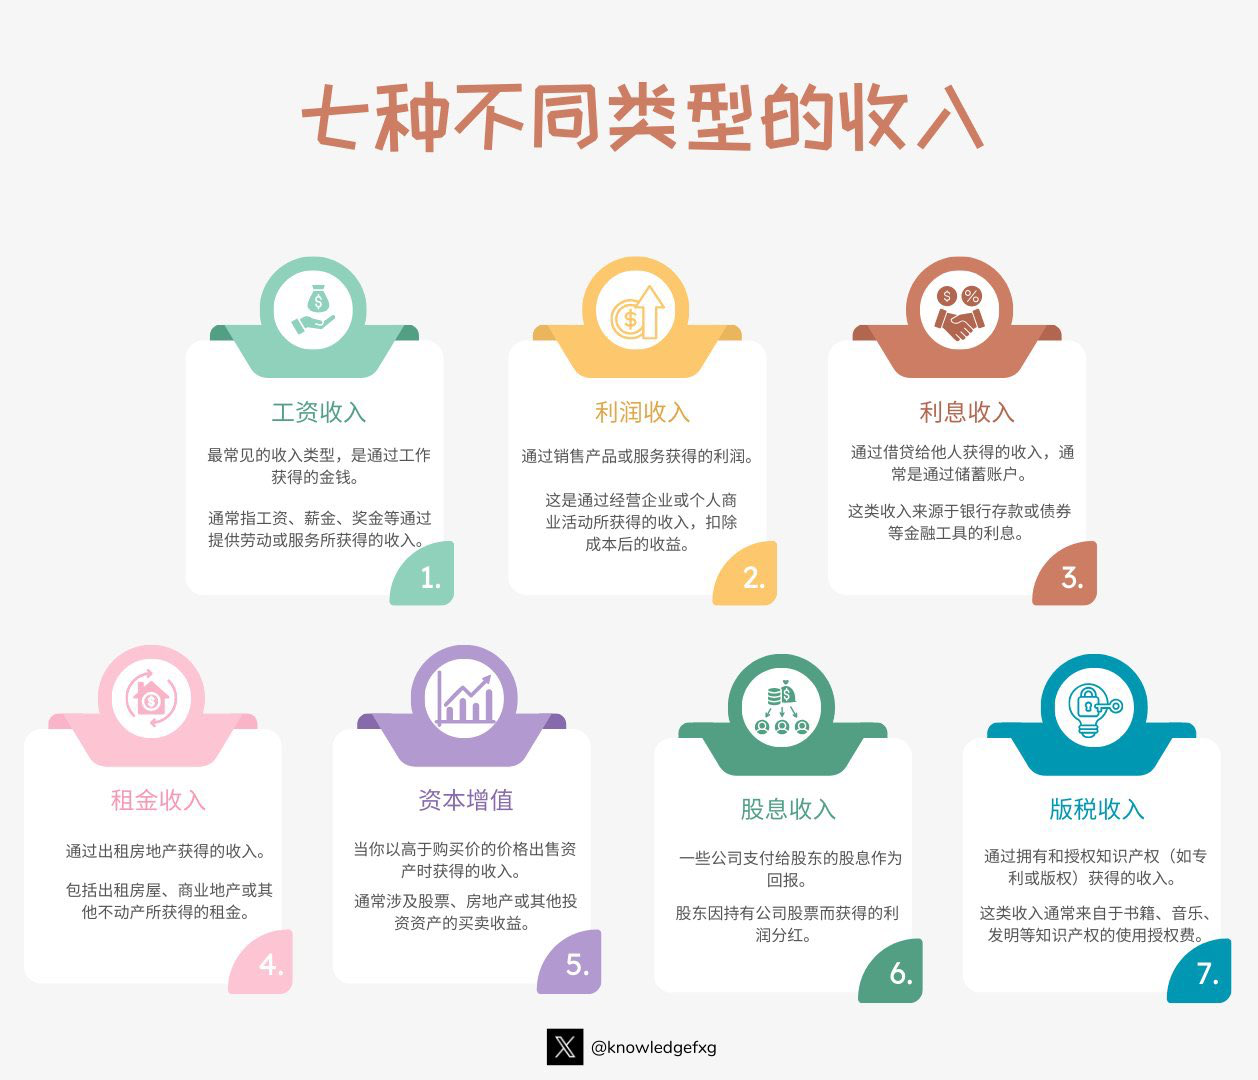 七种不同类型的收入
工资收入
最常见的收入类型，是通过工作
获得的金钱。
通常指工资、薪金、奖金等通过
提供劳动或服务所获得的收入。
1.
利润收入
通过销售产品或服务获得的利润。
这是通过经营企业或个人商
业活动所获得的收入，扣除
成本后的收益。
2.
利息收入
通过借贷给他人获得的收入，通
常是通过储蓄账户。
这类收入来源于银行存款或债券
等金融工具的利息。
3.
租金收入
通过出租房地产获得的收入。
包括出租房屋、商业地产或其
他不动产所获得的租金。
4.
资本增值
当你以高于购买价的价格出售资
产时获得的收入。
通常涉及股票、房地产或其他投
资资产的买卖收益。
5.
股息收入
一些公司支付给股东的股息作为
回报。
股东因持有公司股票而获得的利
润分红。
6.
版税收入
通过拥有和授权知识产权（如专
利或版权）获得的收入。
这类收入通常来自于书籍、音乐、
发明等知识产权的使用授权费。
7.
@knowledgefxg